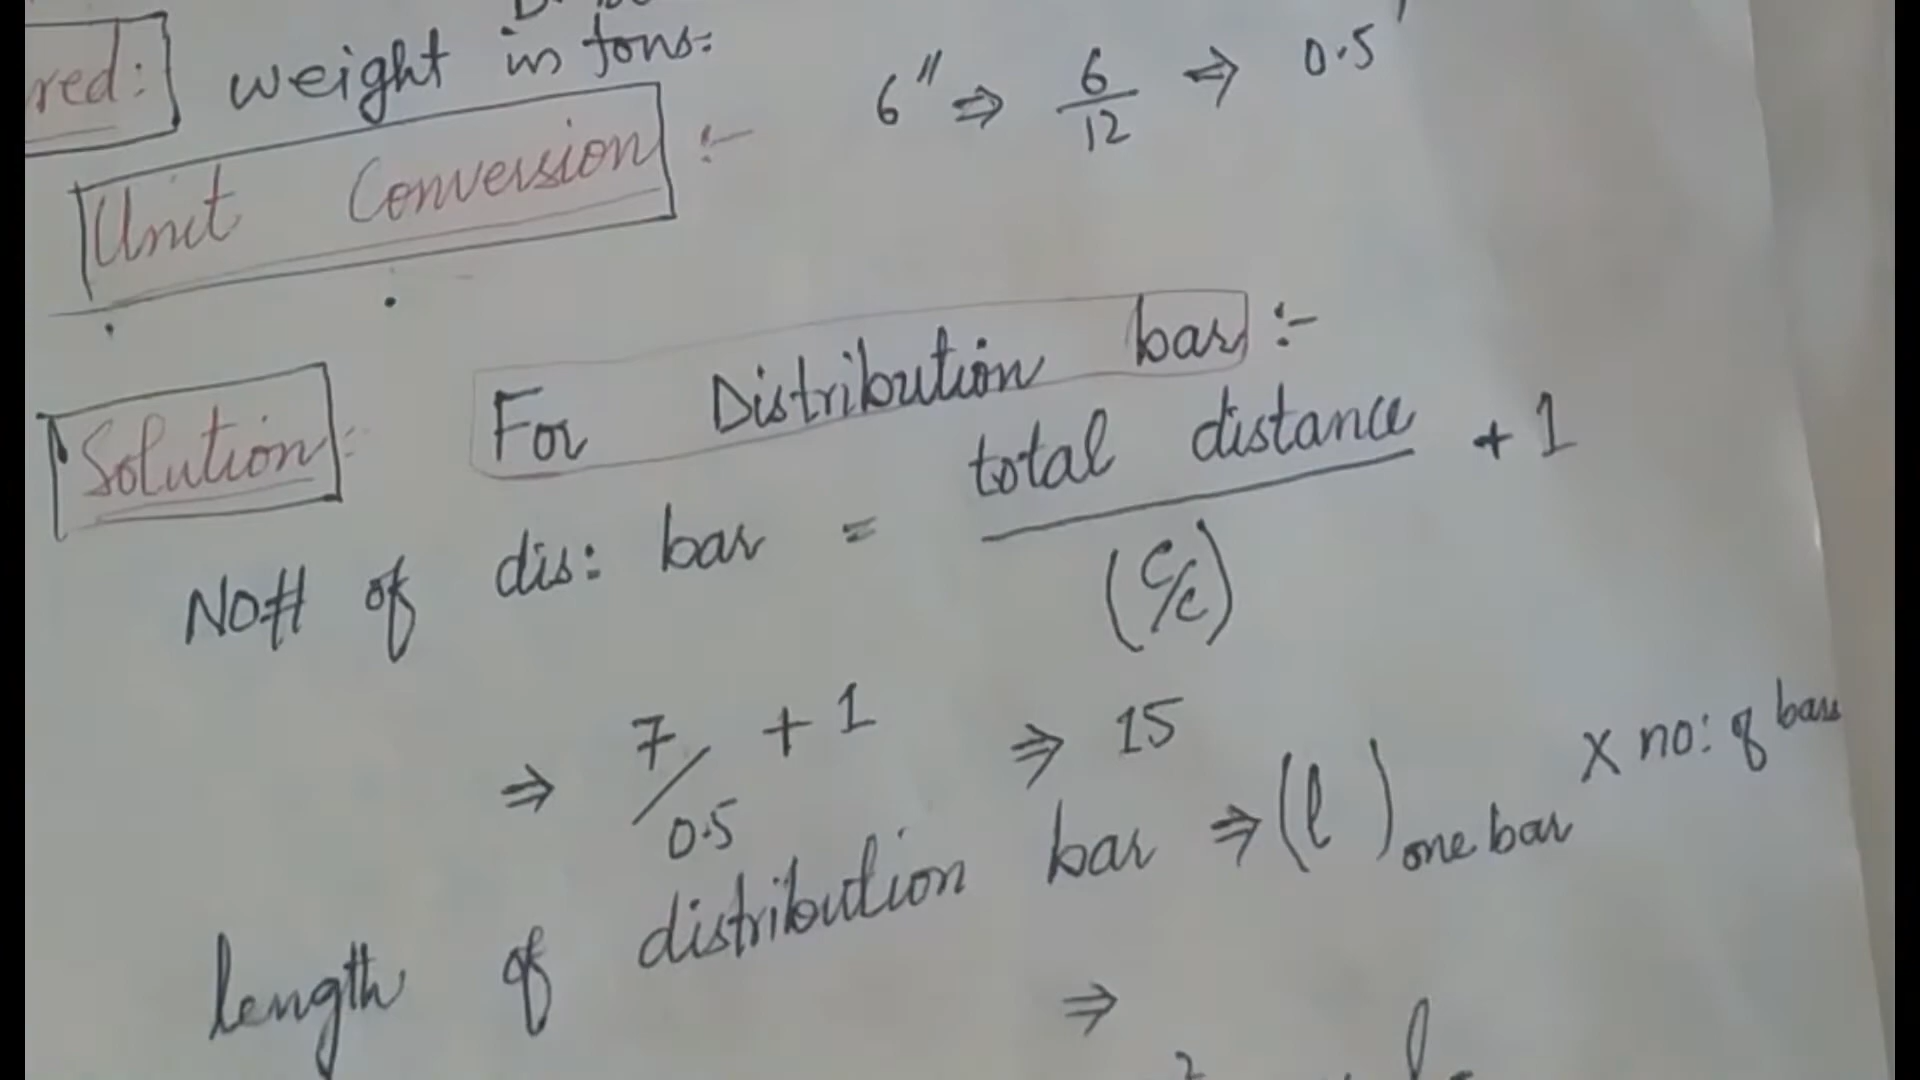 red: weight in tons:
Unit Conversion :- 6" ⇒ 6/12 ⇒ 0.5'
Solution: For Distribution bar :-
No# of dis: bar = total distance / (c/c) + 1
⇒ 7/0.5 + 1 ⇒ 15
length of distribution bar ⇒ (l) one bar X no: of bars
⇒